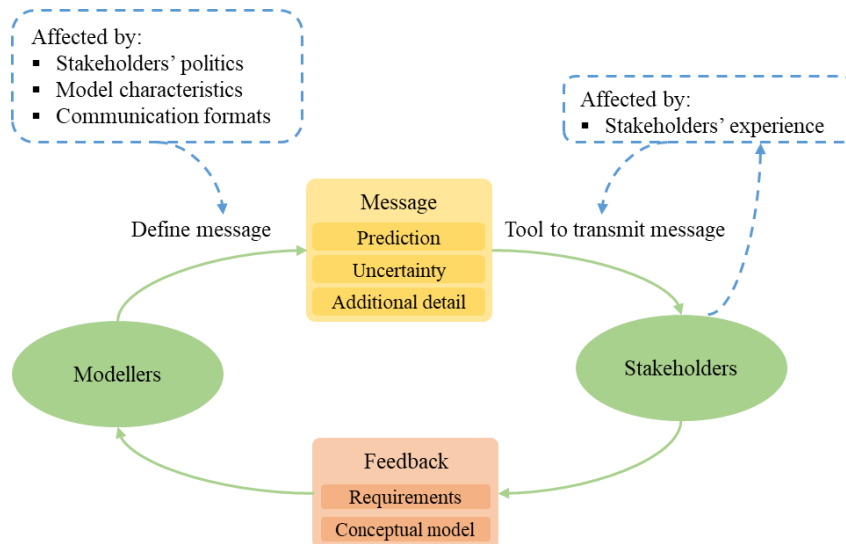 Affected by:
▪ Stakeholders' politics
▪ Model characteristics
▪ Communication formats
Affected by:
▪ Stakeholders' experience
Define message
Message
Prediction
Uncertainty
Additional detail
Tool to transmit message
Modellers
Stakeholders
Feedback
Requirements
Conceptual model